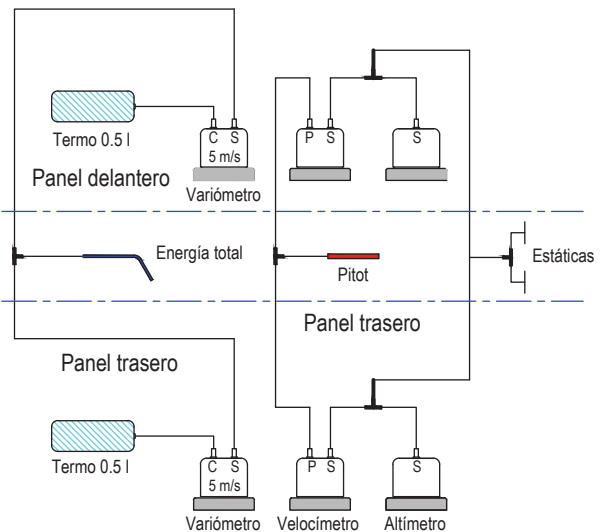 Termo 0.5 l
C S
5 m/s
P S
S
Panel delantero
Variómetro
Energía total
Pitot
Estáticas
Panel trasero
Panel trasero
Termo 0.5 l
C S
5 m/s
P S
S
Variómetro
Velocímetro
Altímetro